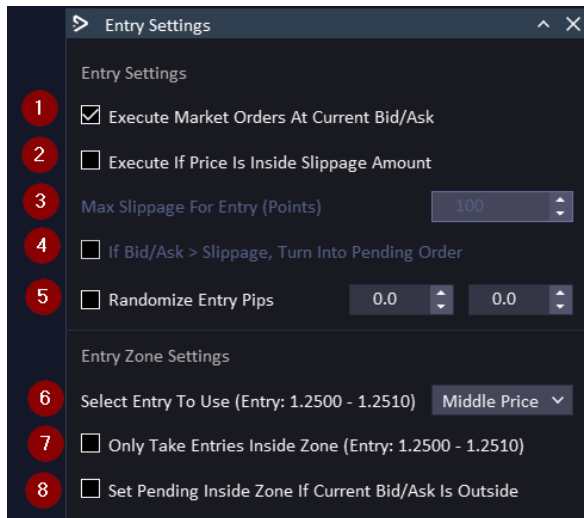 Entry Settings
Entry Settings
1 Execute Market Orders At Current Bid/Ask
2 Execute If Price Is Inside Slippage Amount
3 Max Slippage For Entry (Points) 100
4 If Bid/Ask > Slippage, Turn Into Pending Order
5 Randomize Entry Pips 0.0 0.0
Entry Zone Settings
6 Select Entry To Use (Entry: 1.2500 - 1.2510) Middle Price
7 Only Take Entries Inside Zone (Entry: 1.2500 - 1.2510)
8 Set Pending Inside Zone If Current Bid/Ask Is Outside